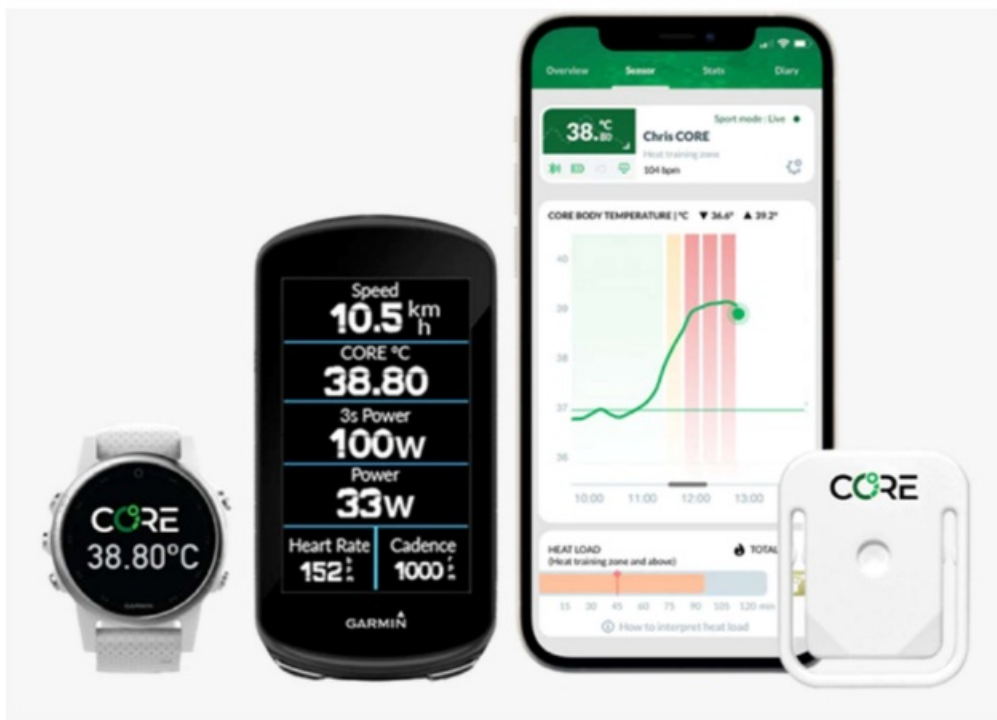 CORE
38.80°C
GARMIN
Speed
10.5 km/h
CORE °C
38.80
3s Power
100w
Power
33w
Heart Rate Cadence
152 bpm 1000 rpm
GARMIN
Overview Sensor Stats Diary
Sport mode | Live
38.80 °C
Chris CORE
Heat training zone
104 bpm
CORE BODY TEMPERATURE | °C ▼ 36.6° ▲ 39.2°
40
39
38
37
36
10:00 11:00 12:00 13:00
HEAT LOAD TOTAL
(Heat training zone and above)
15 30 45 60 75 90 105 120 min
How to interpret heat load
CORE